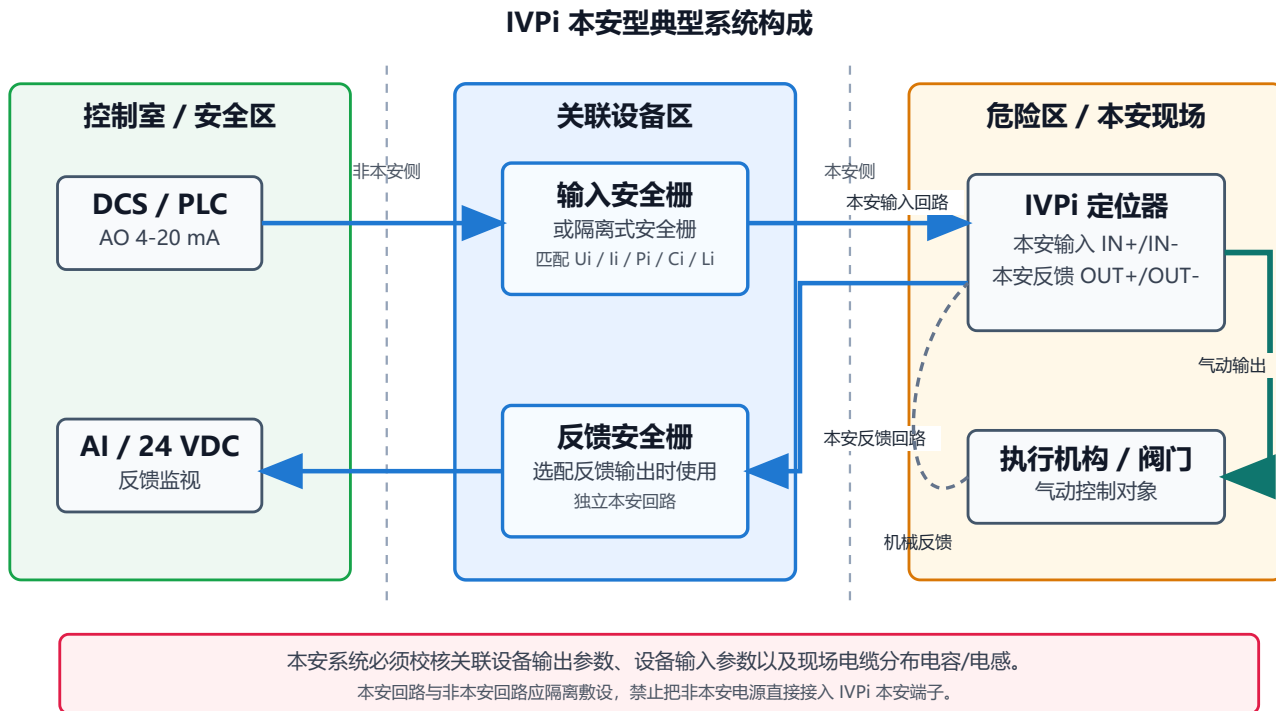 IVPi 本安型典型系统构成
控制室 / 安全区
DCS / PLC
AO 4-20 mA
AI / 24 VDC
反馈监视
非本安侧
关联设备区
输入安全栅
或隔离式安全栅
匹配 Ui / Ii / Pi / Ci / Li
反馈安全栅
选配反馈输出时使用
独立本安回路
本安侧
本安输入回路
本安反馈回路
危险区 / 本安现场
IVPi 定位器
本安输入 IN+/IN-
本安反馈 OUT+/OUT-
气动输出
执行机构 / 阀门
气动控制对象
机械反馈
本安系统必须校核关联设备输出参数、设备输入参数以及现场电缆分布电容/电感。
本安回路与非本安回路应隔离敷设，禁止把非本安电源直接接入 IVPi 本安端子。